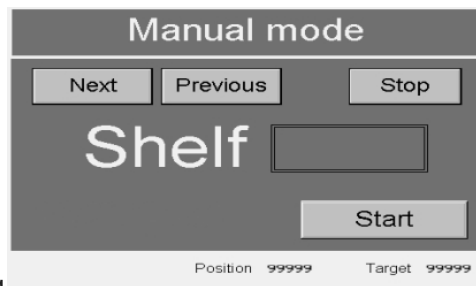 Manual mode
Next Previous Stop
Shelf
Start
Position 99999 Target 99999